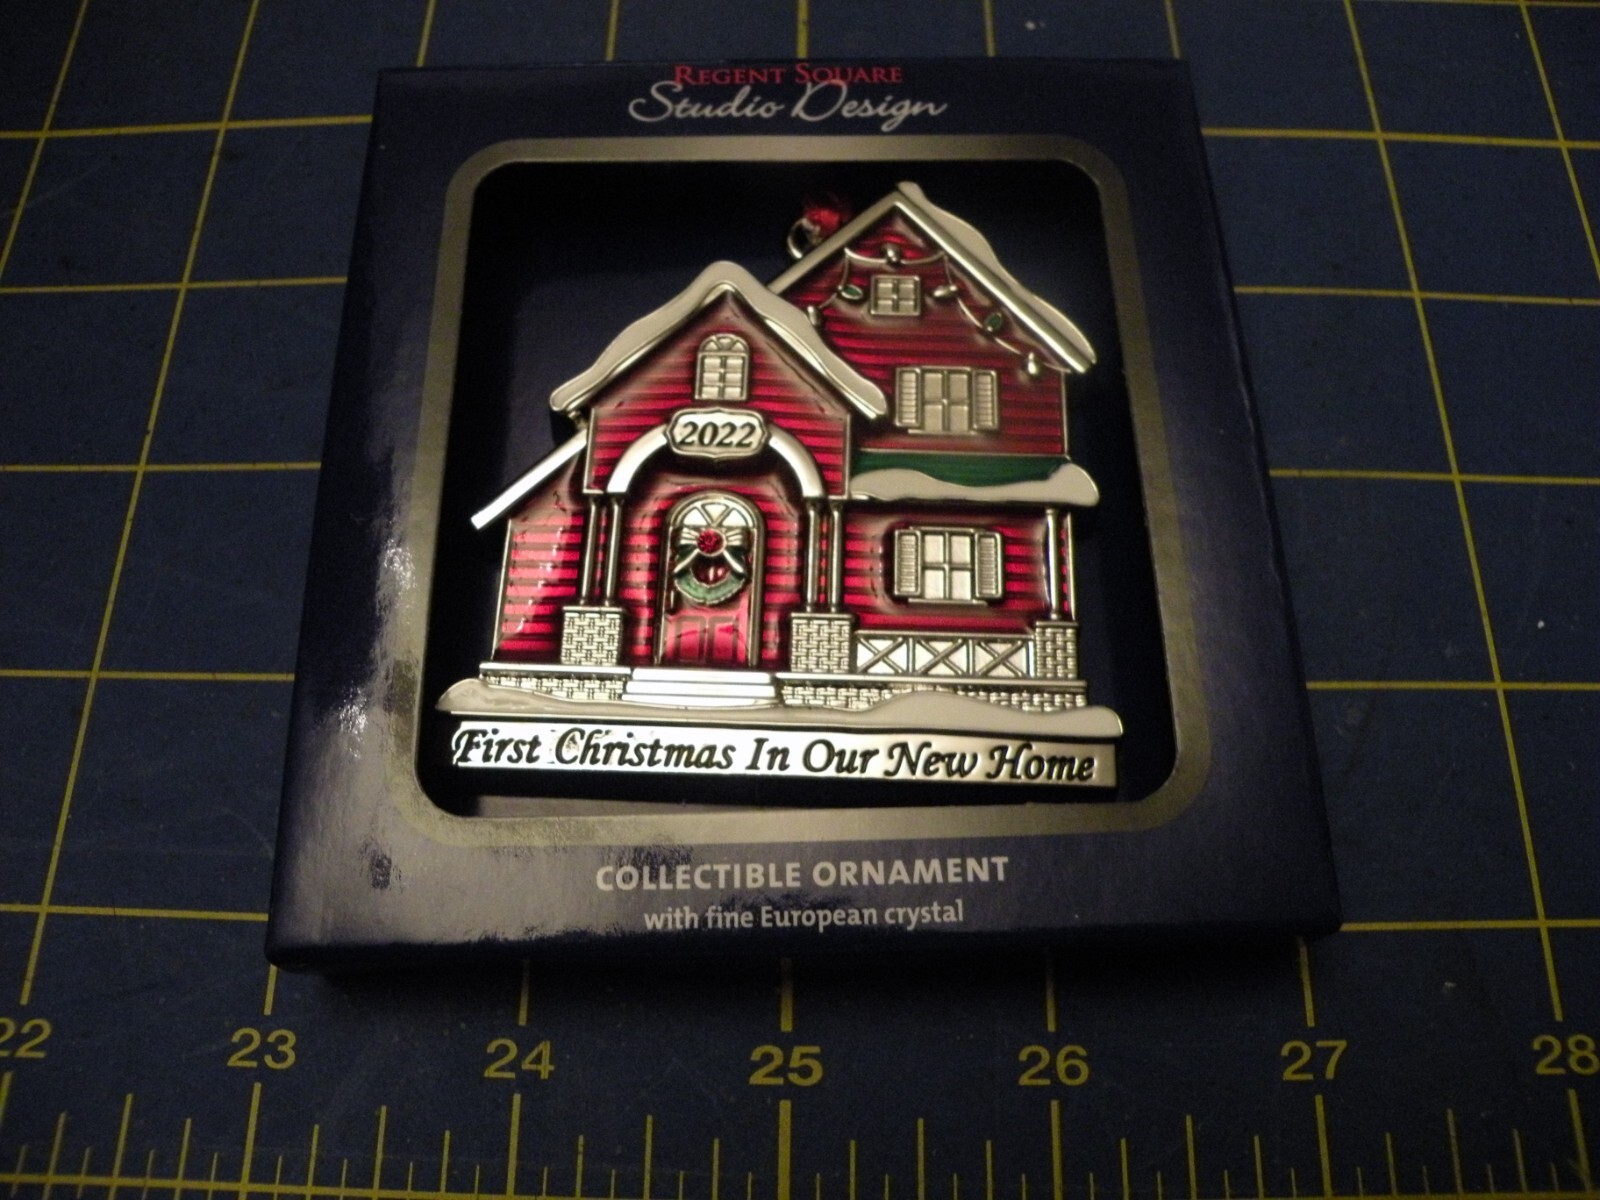 REGENT SQUARE
Studio Design
2022
First Christmas In Our New Home
COLLECTIBLE ORNAMENT
with fine European crystal
22 23 24 25 26 27 28